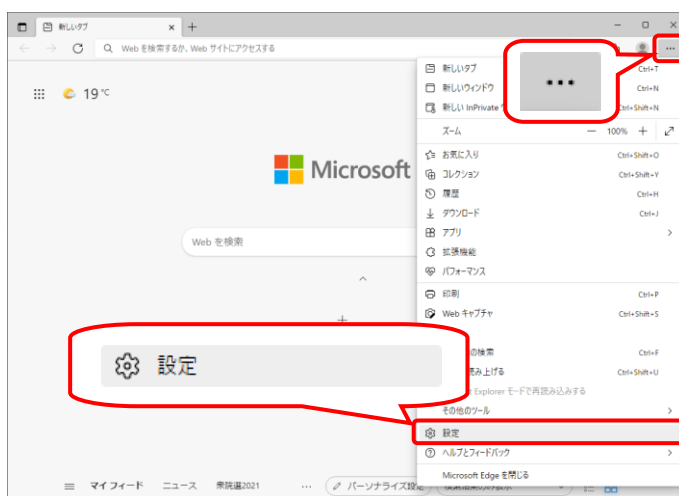 新しいタブ
Web を検索するか、Web サイトにアクセスする
19 °C
Microsoft
Web を検索
新しいタブ Ctrl+T
新しいウィンドウ Ctrl+N
新しい InPrivate Ctrl+Shift+N
ズーム 100%
お気に入り Ctrl+Shift+O
コレクション Ctrl+Shift+Y
履歴 Ctrl+H
ダウンロード Ctrl+J
アプリ
拡張機能
パフォーマンス
印刷 Ctrl+P
Web キャプチャ Ctrl+Shift+S
の検索 Ctrl+F
読み上げる Ctrl+Shift+U
Explorer モードで再読み込みする
その他のツール
設定
設定
ヘルプとフィードバック
Microsoft Edge を閉じる
マイ フィード ニュース 衆院選2021 … パーソナライズ設定